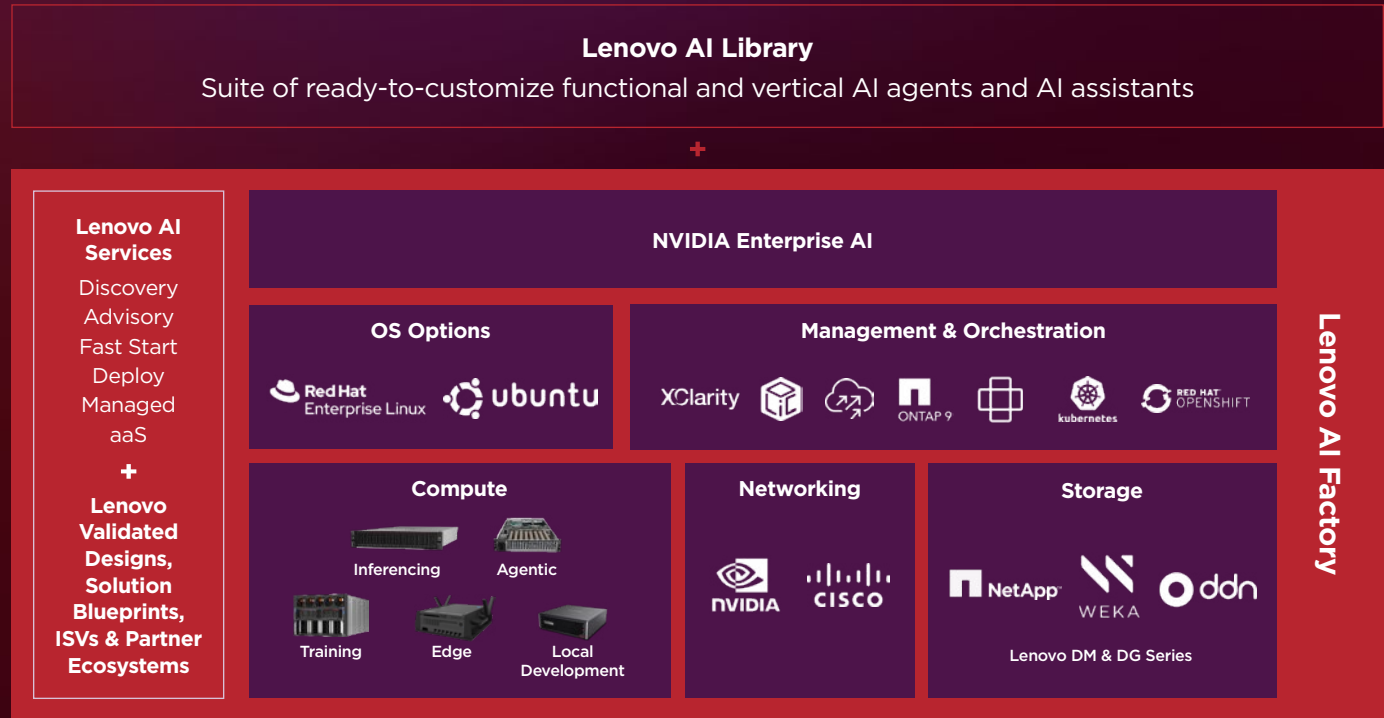 Lenovo AI Library
Suite of ready-to-customize functional and vertical AI agents and AI assistants
+
Lenovo AI
Services
Discovery
Advisory
Fast Start
Deploy
Managed
aaS
+
Lenovo
Validated
Designs,
Solution
Blueprints,
ISVs & Partner
Ecosystems
NVIDIA Enterprise AI
OS Options
Red Hat
Enterprise Linux
ubuntu
Management & Orchestration
XClarity
LiC
ONTAP 9
kubernetes
RED HAT
OPENSHIFT
Compute
Inferencing
Agentic
Training
Edge
Local
Development
Networking
NVIDIA
CISCO
Storage
NetApp
WEKA
ddn
Lenovo DM & DG Series
Lenovo AI Factory